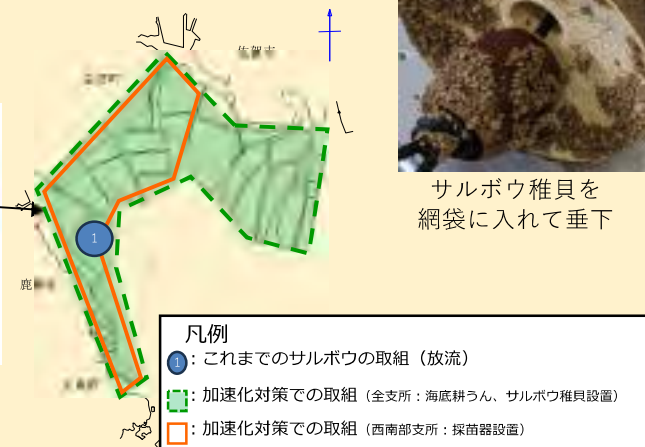 佐賀市
1
鹿
サルボウ稚貝を
網袋に入れて垂下
凡例
1：これまでのサルボウの取組（放流）
：加速化対策での取組（全支所：海底耕うん、サルボウ稚貝設置）
：加速化対策での取組（西南部支所：採苗器設置）